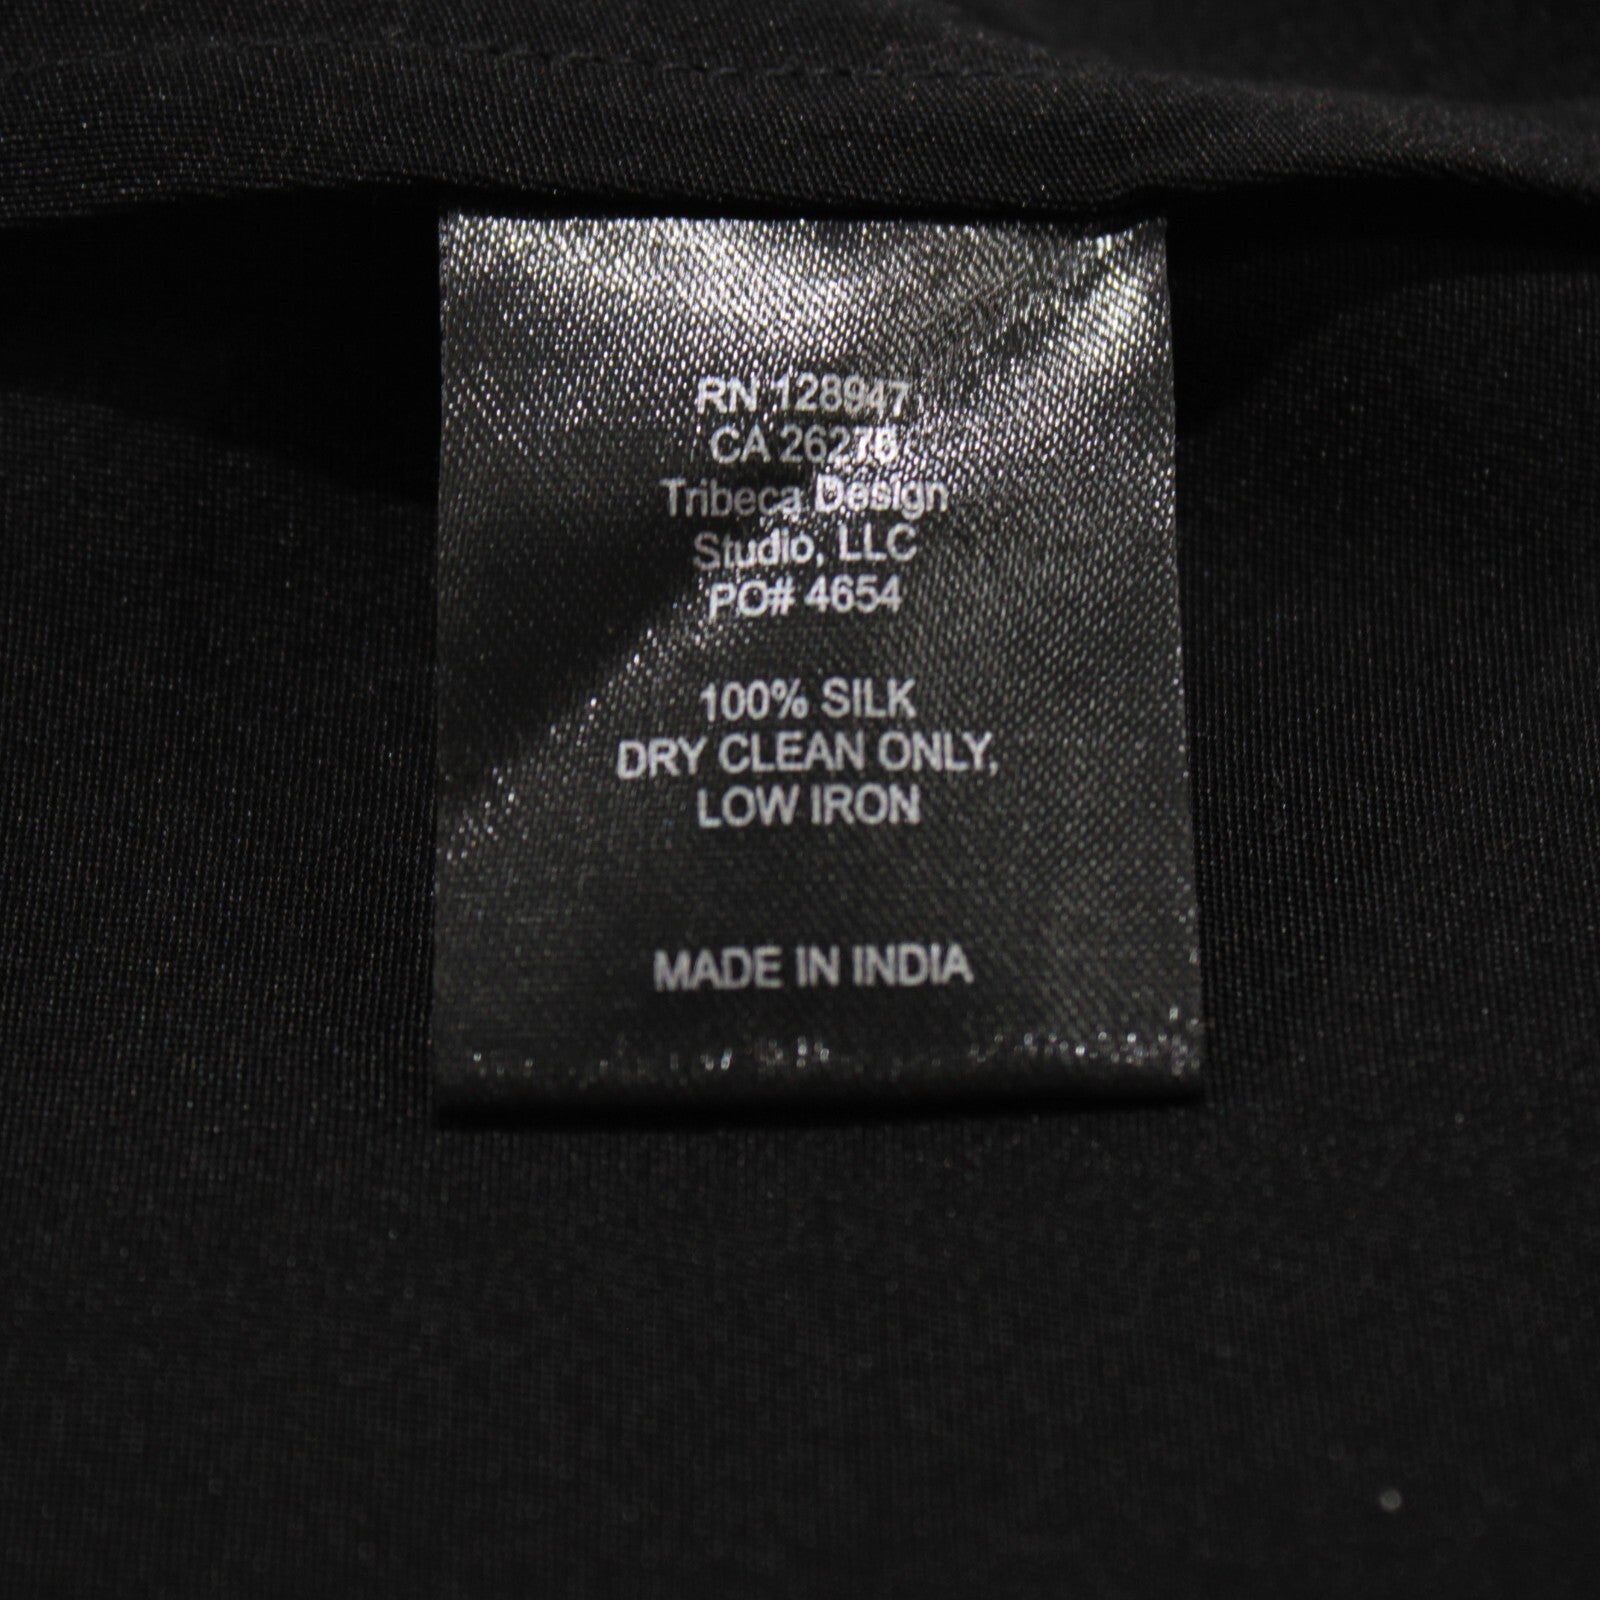 RN 128947
CA 26276
Tribeca Design
Studio, LLC
PO# 4654
100% SILK
DRY CLEAN ONLY,
LOW IRON
MADE IN INDIA